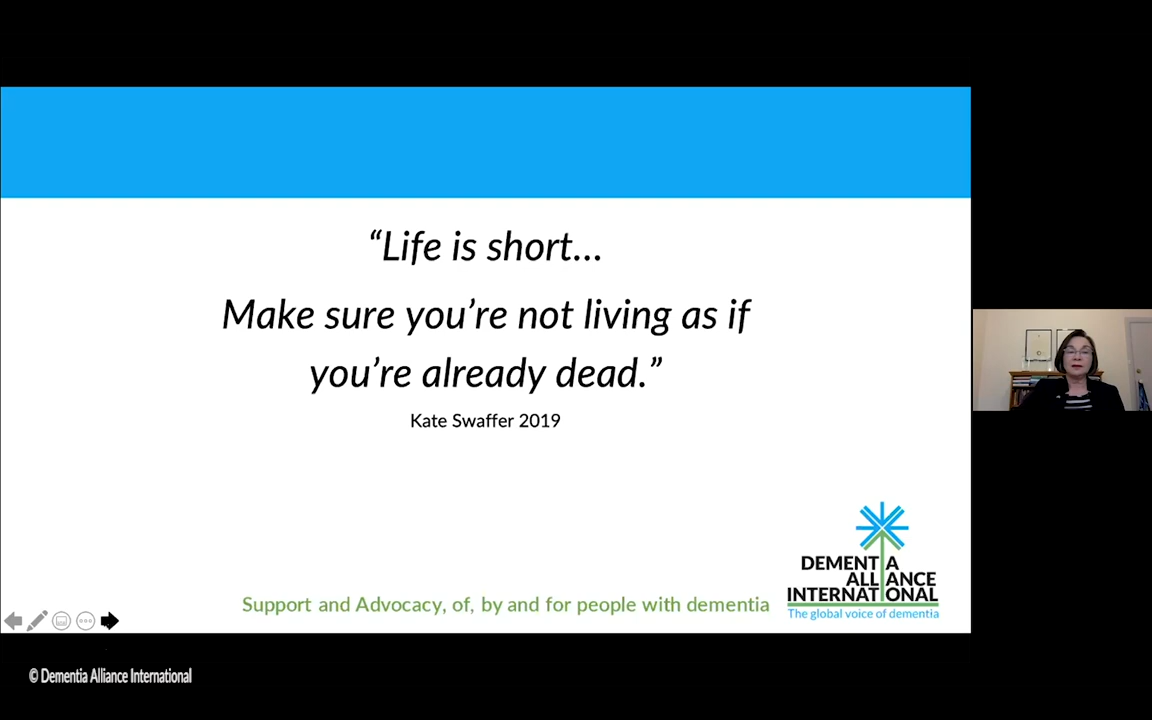 “Life is short...
Make sure you’re not living as if
you’re already dead.”
Kate Swaffer 2019
DEMENTIA
ALLIANCE
INTERNATIONAL
The global voice of dementia
Support and Advocacy, of, by and for people with dementia
© Dementia Alliance International